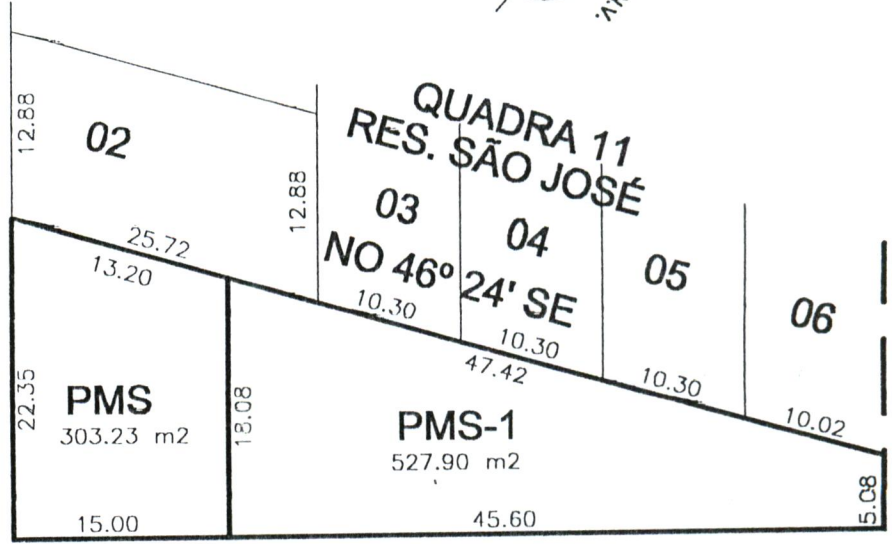 QUADRA 11
RES. SÃO JOSÉ
NO 46º 24' SE
12.88
02
12.88
03
04
05
06
25.72
13.20
10.30
10.30
47.42
10.30
10.02
22.35
PMS
303.23 m2
18.08
PMS-1
527.90 m2
5.08
15.00
45.60